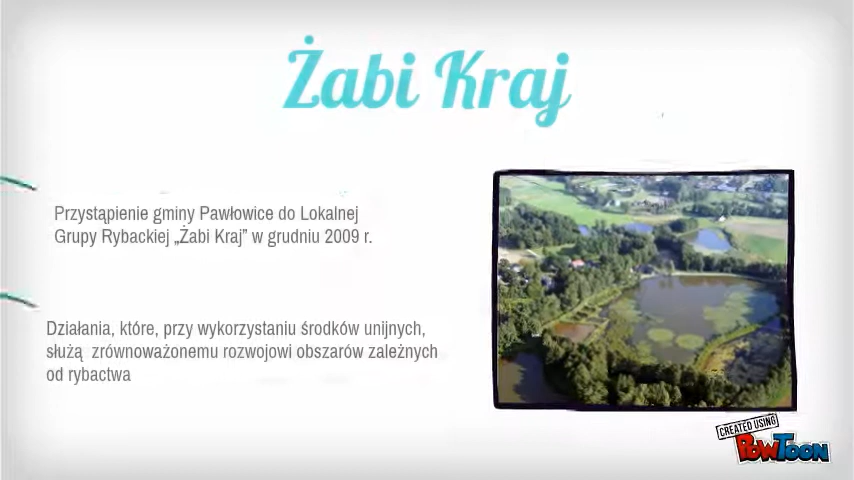 Żabi Kraj
Przystąpienie gminy Pawłowice do Lokalnej
Grupy Rybackiej „Żabi Kraj” w grudniu 2009 r.
Działania, które, przy wykorzystaniu środków unijnych,
służą zrównoważonemu rozwojowi obszarów zależnych
od rybactwa
CREATED USING
POWTOON